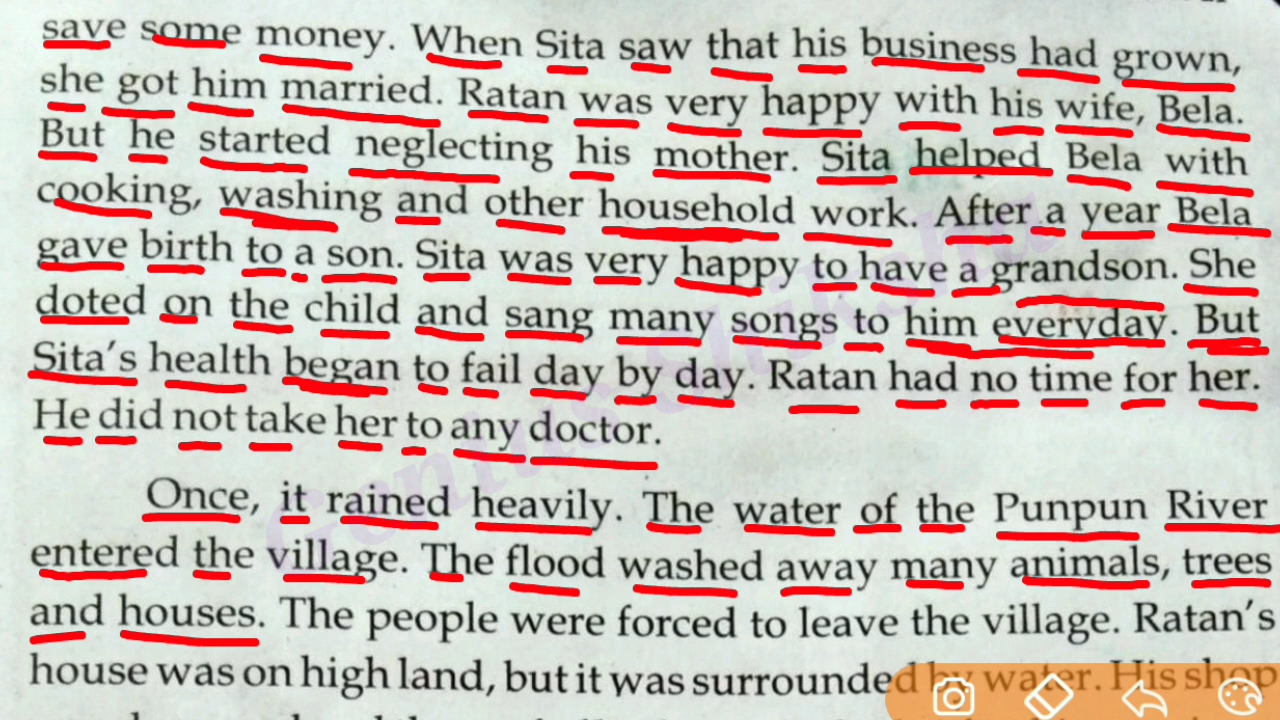 save some money. When Sita saw that his business had grown,
she got him married. Ratan was very happy with his wife, Bela.
But he started neglecting his mother. Sita helped Bela with
cooking, washing and other household work. After a year Bela
gave birth to a son. Sita was very happy to have a grandson. She
doted on the child and sang many songs to him everyday. But
Sita's health began to fail day by day. Ratan had no time for her.
He did not take her to any doctor.
Once, it rained heavily. The water of the Punpun River
entered the village. The flood washed away many animals, trees
and houses. The people were forced to leave the village. Ratan's
house was on high land, but it was surrounded by water. His shop